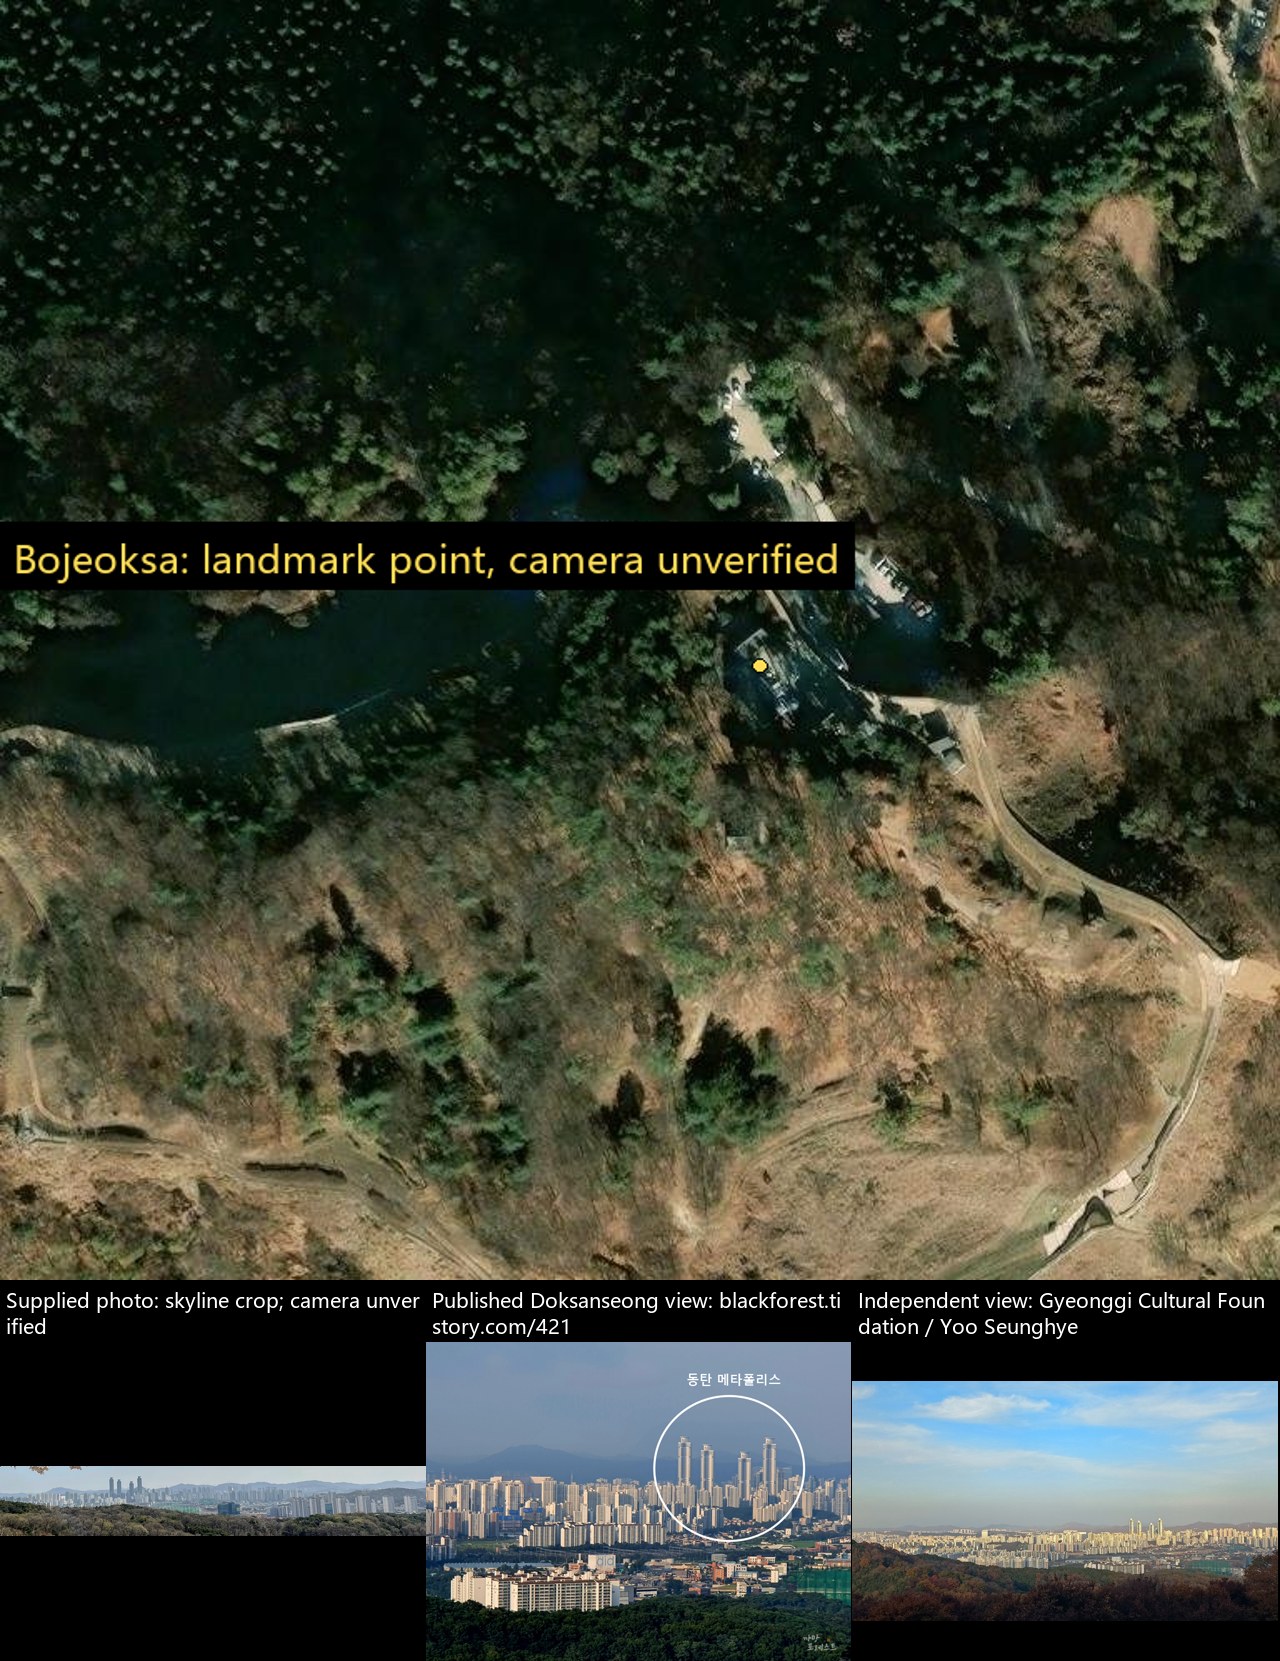 Bojeoksa: landmark point, camera unverified
Supplied photo: skyline crop; camera unver
ified
Published Doksanseong view: blackforest.ti
story.com/421
Independent view: Gyeonggi Cultural Foun
dation / Yoo Seunghye
동탄 메타폴리스